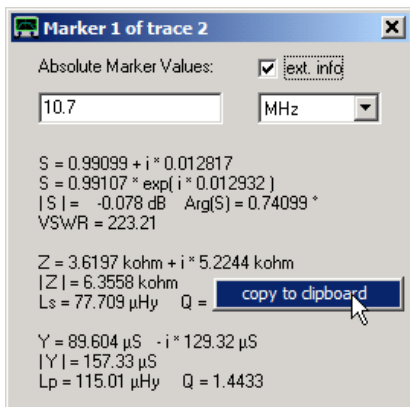 Marker 1 of trace 2
Absolute Marker Values:
ext. info
10.7
MHz
S = 0.99099 + i * 0.012817
S = 0.99107 * exp( i * 0.012932 )
| S | = -0.078 dB Arg(S) = 0.74099 °
VSWR = 223.21
Z = 3.6197 kohm + i * 5.2244 kohm
| Z | = 6.3558 kohm
Ls = 77.709 µHy Q =
copy to clipboard
Y = 89.604 µS - i * 129.32 µS
| Y | = 157.33 µS
Lp = 115.01 µHy Q = 1.4433